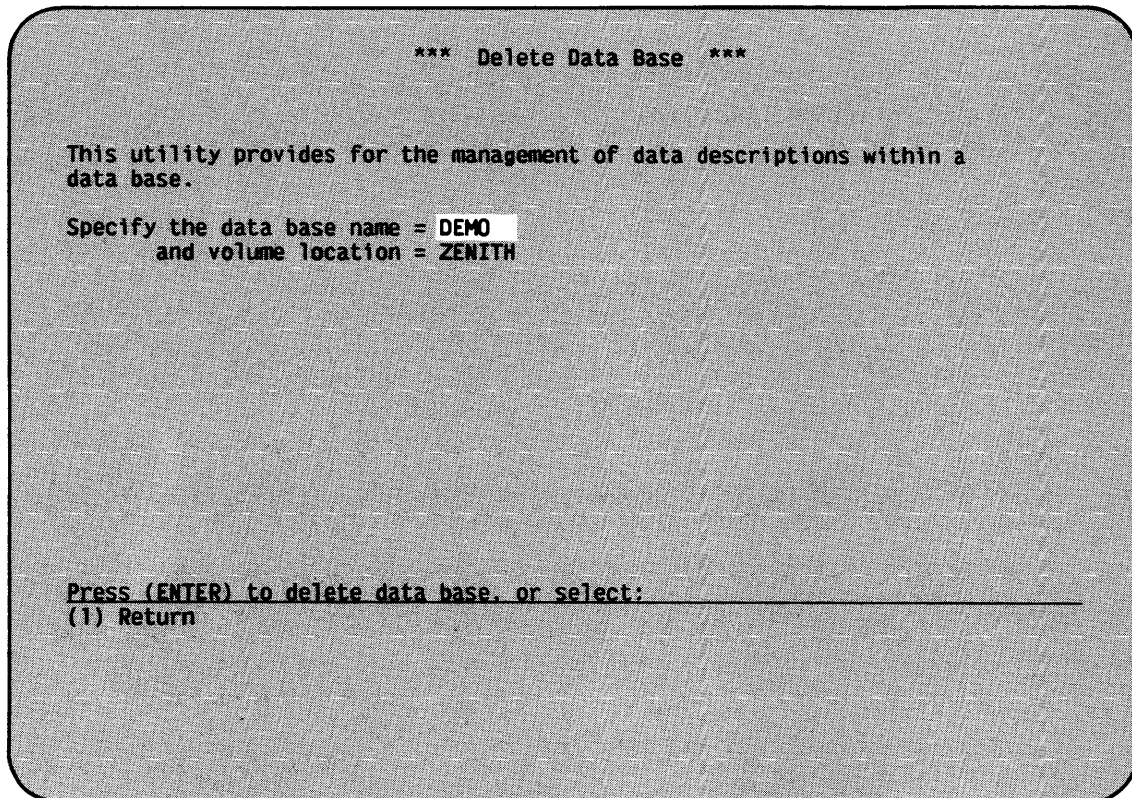 *** Delete Data Base ***
This utility provides for the management of data descriptions within a
data base.
Specify the data base name = DEMO
and volume location = ZENITH
Press (ENTER) to delete data base, or select:
(1) Return